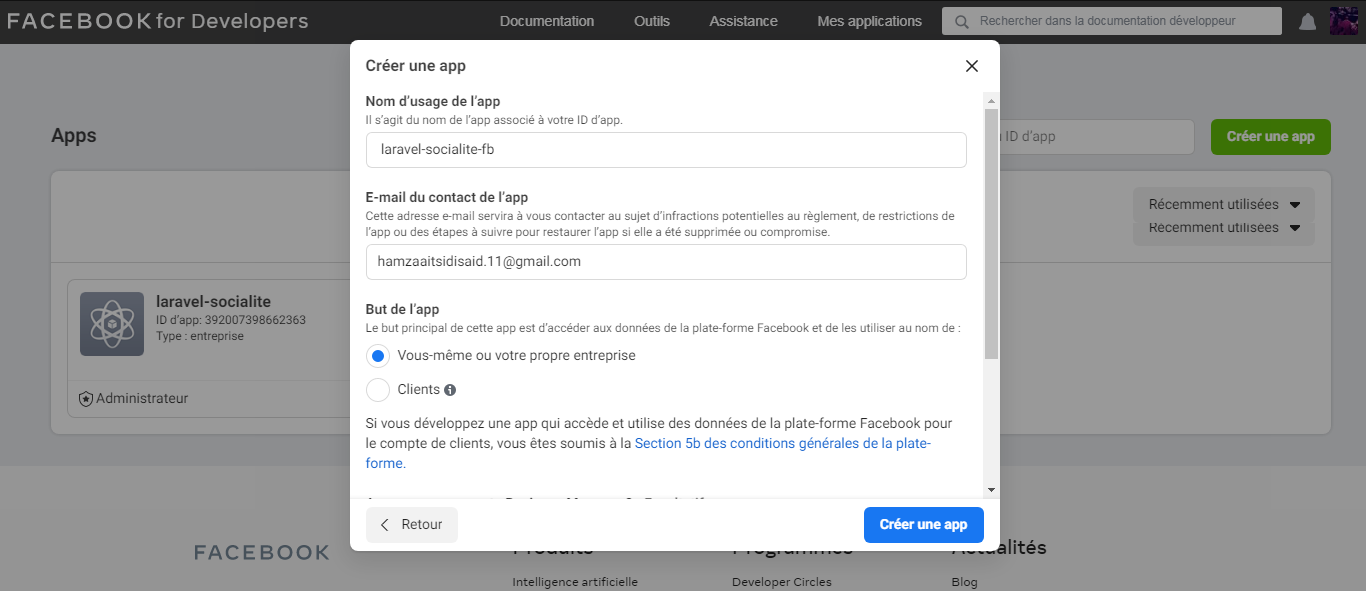 FACEBOOK for Developers
Documentation
Outils
Assistance
Mes applications
Rechercher dans la documentation développeur
Apps
ID d'app
Créer une app
Récemment utilisées
Récemment utilisées
laravel-socialite
ID d'app: 392007398662363
Type : entreprise
Administrateur
Créer une app
Nom d'usage de l'app
Il s'agit du nom de l'app associé à votre ID d'app.
laravel-socialite-fb
E-mail du contact de l'app
Cette adresse e-mail servira à vous contacter au sujet d'infractions potentielles au règlement, de restrictions de
l'app ou des étapes à suivre pour restaurer l'app si elle a été supprimée ou compromise.
hamzaaitsidisaid.11@gmail.com
But de l'app
Le but principal de cette app est d'accéder aux données de la plate-forme Facebook et de les utiliser au nom de :
Vous-même ou votre propre entreprise
Clients
Si vous développez une app qui accède et utilise des données de la plate-forme Facebook pour
le compte de clients, vous êtes soumis à la Section 5b des conditions générales de la plate-
forme.
Retour
Créer une app
FACEBOOK
Produits
Programmes
Actualités
Intelligence artificielle
Developer Circles
Blog